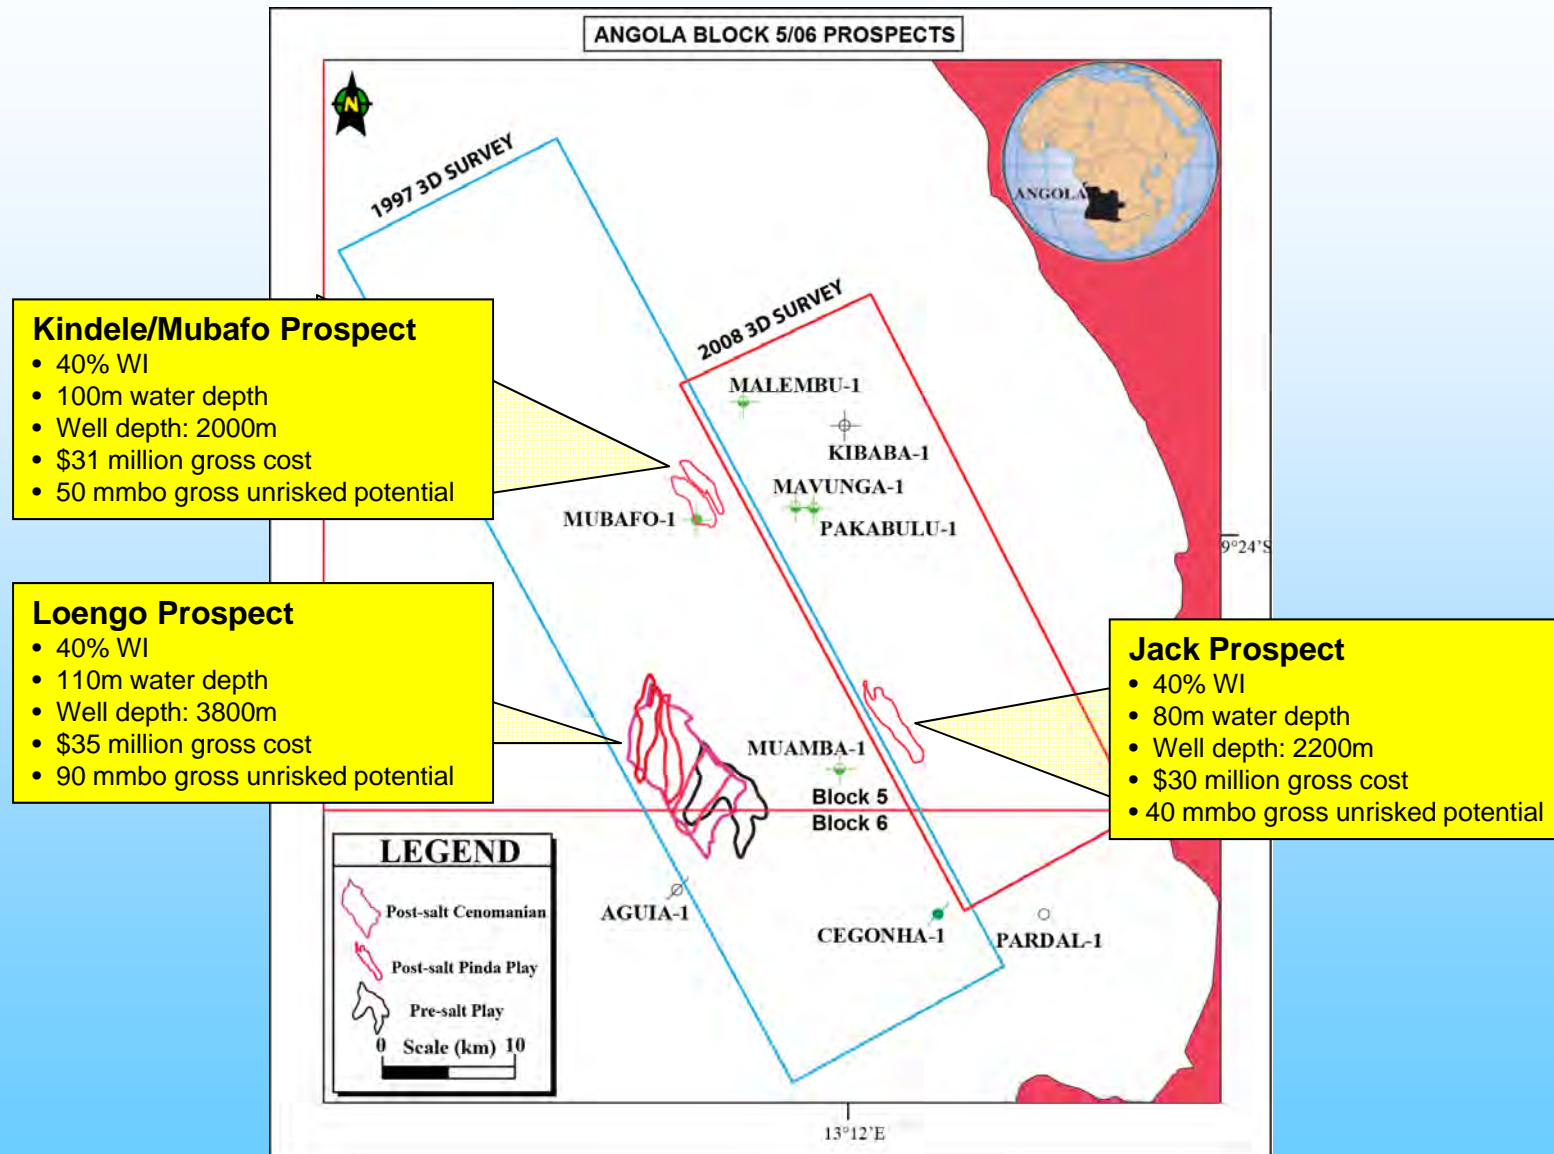 ANGOLA BLOCK 5/06 PROSPECTS
N
ANGOLA
1997 3D SURVEY
2008 3D SURVEY
Kindele/Mubafo Prospect
• 40% WI
• 100m water depth
• Well depth: 2000m
• $31 million gross cost
• 50 mmbo gross unrisked potential
MALEMBU-1
KIBABA-1
MAVUNGA-1
MUBAFO-1
PAKABULU-1
9°24'S
Loengo Prospect
• 40% WI
• 110m water depth
• Well depth: 3800m
• $35 million gross cost
• 90 mmbo gross unrisked potential
Jack Prospect
• 40% WI
• 80m water depth
• Well depth: 2200m
• $30 million gross cost
• 40 mmbo gross unrisked potential
MUAMBA-1
Block 5
Block 6
LEGEND
Post-salt Cenomanian
Post-salt Pinda Play
Pre-salt Play
0 Scale (km) 10
AGUIA-1
CEGONHA-1
PARDAL-1
13°12'E